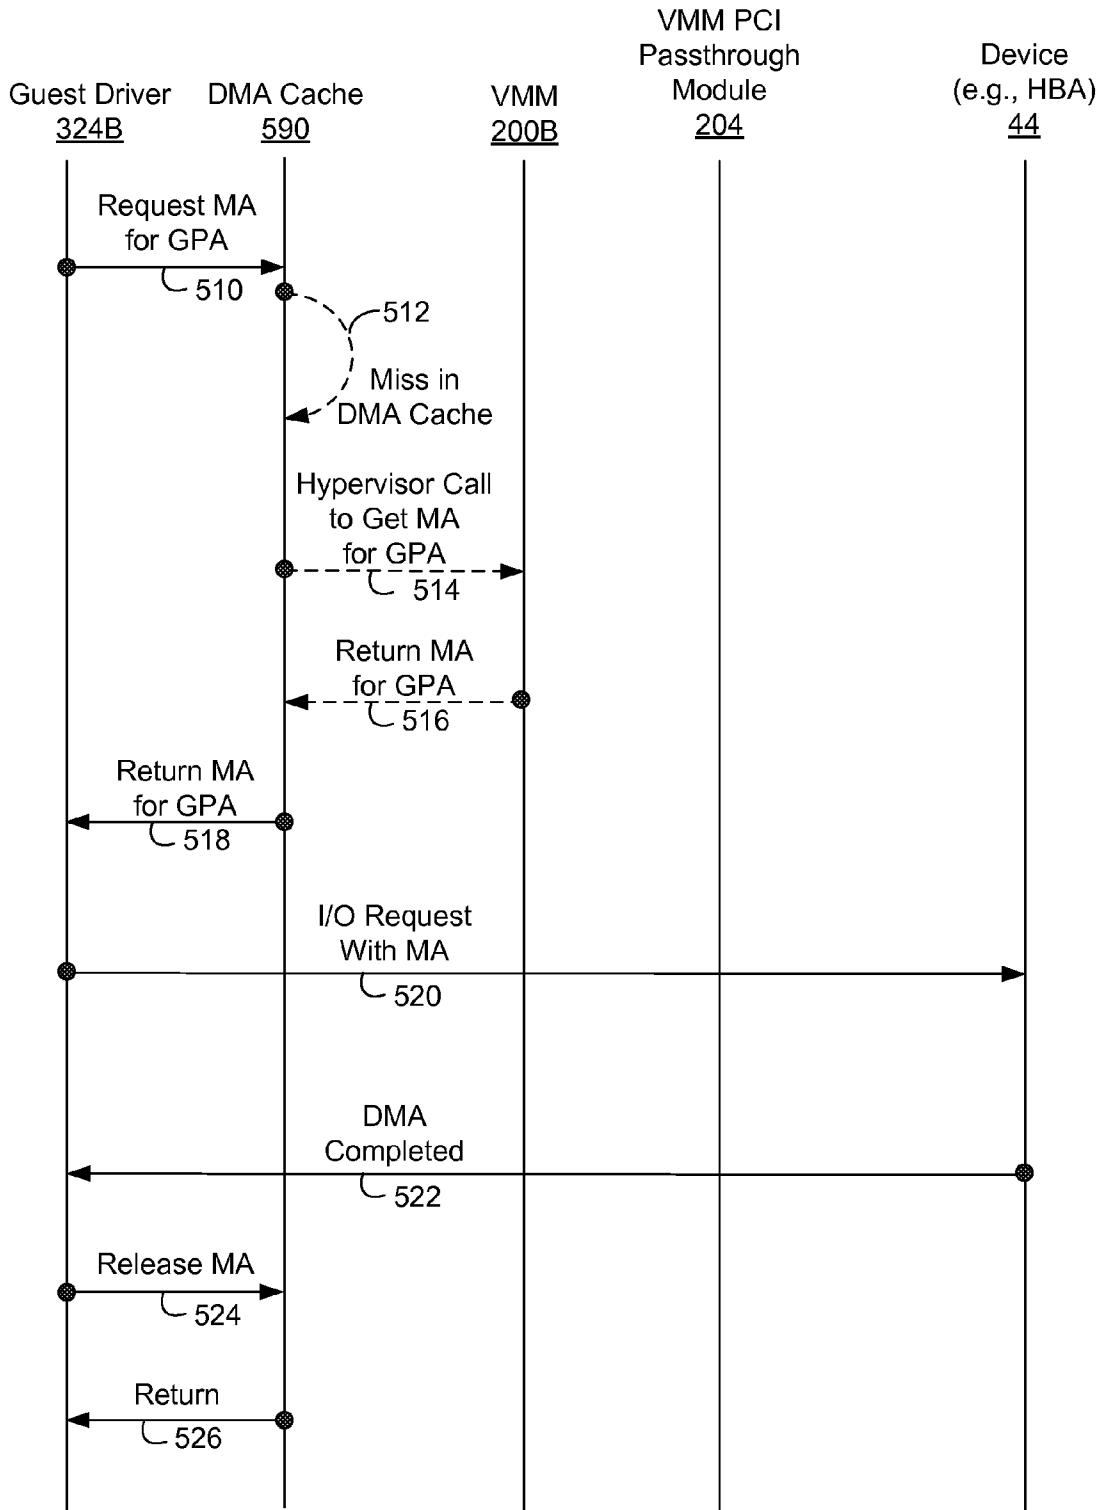 VMM PCI
Passthrough
Module
204
Device
(e.g., HBA)
44
Guest Driver
324B
DMA Cache
590
VMM
200B
Request MA
for GPA
510
512
Miss in
DMA Cache
Hypervisor Call
to Get MA
for GPA
514
Return MA
for GPA
516
Return MA
for GPA
518
I/O Request
With MA
520
DMA
Completed
522
Release MA
524
Return
526